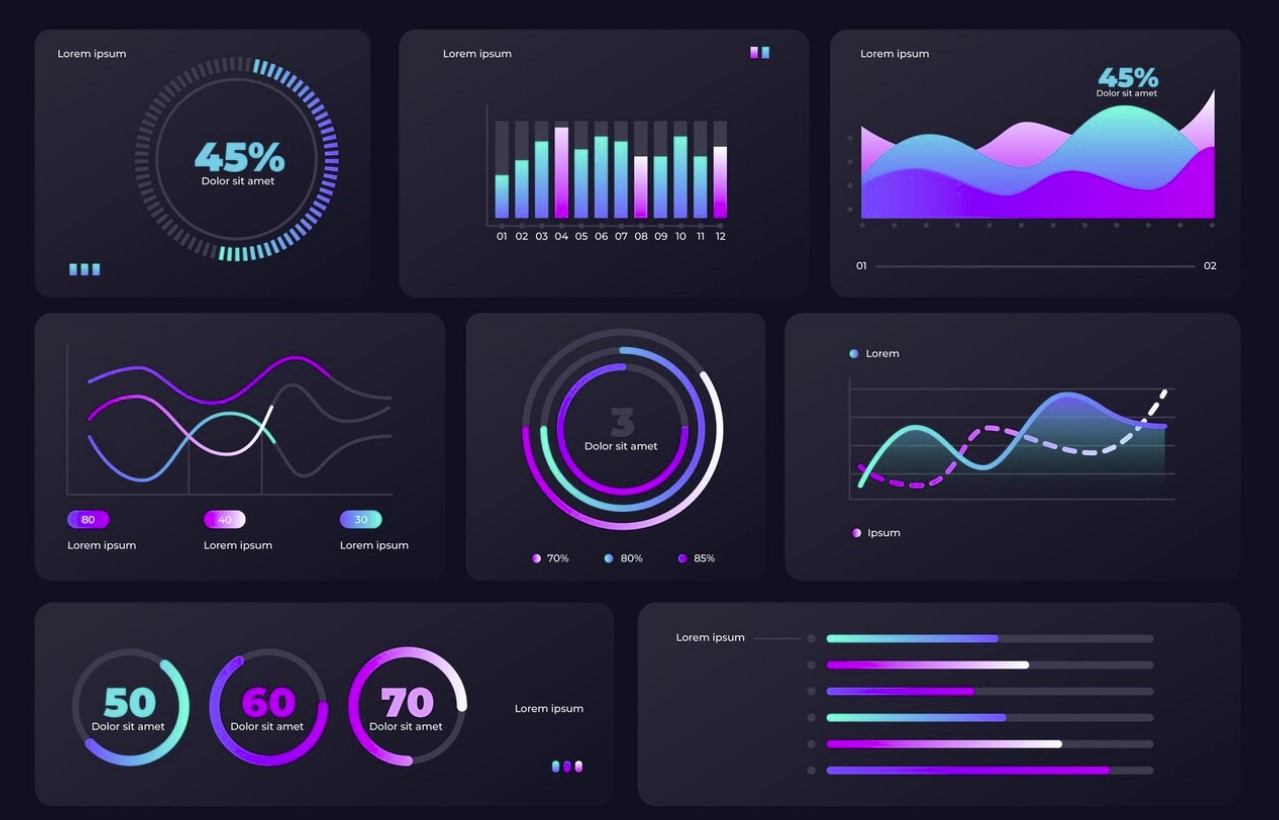 Lorem ipsum
45%
Dolor sit amet
Lorem ipsum
01 02 03 04 05 06 07 08 09 10 11 12
Lorem ipsum
45%
Dolor sit amet
01 02
80 40 30
Lorem ipsum Lorem ipsum Lorem ipsum
3
Dolor sit amet
70% 80% 85%
Lorem
Ipsum
50 60 70
Dolor sit amet Dolor sit amet Dolor sit amet
Lorem ipsum
Lorem ipsum